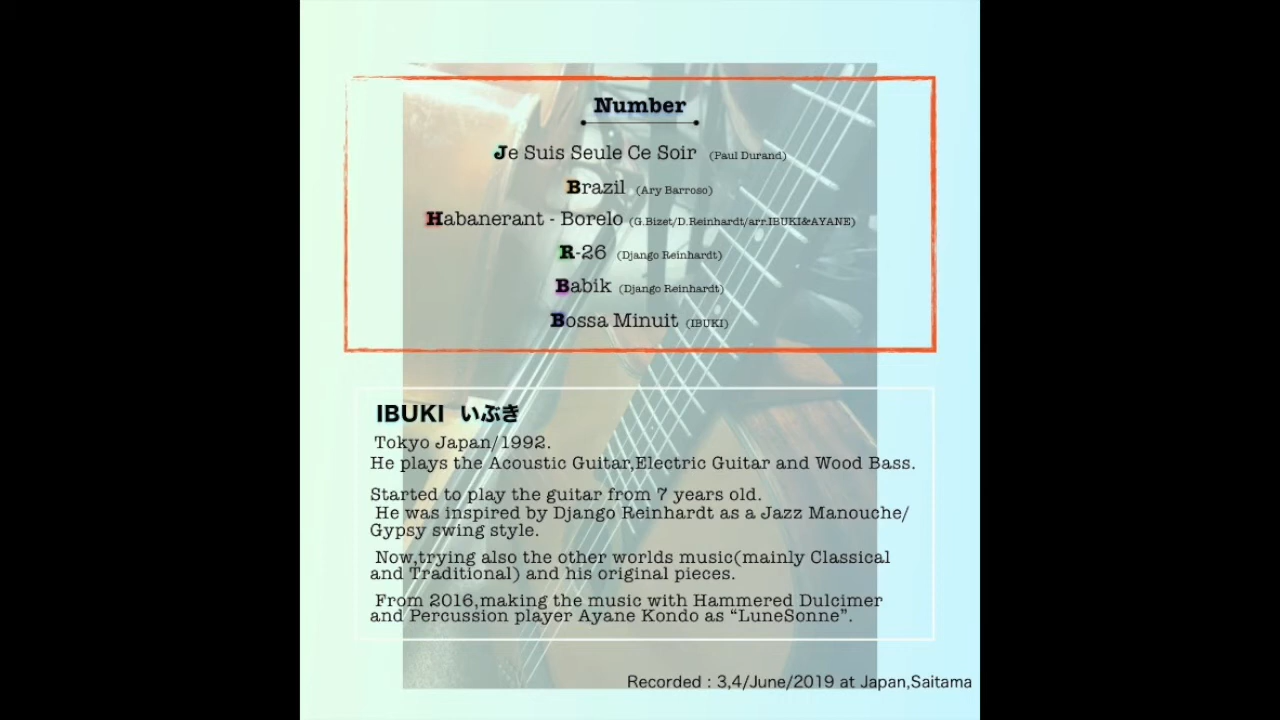 Number
Je Suis Seule Ce Soir (Paul Durand)
Brazil (Ary Barroso)
Habanerant - Borelo (G.Bizet/D.Reinhardt/arr.IBUKI&AYANE)
R-26 (Django Reinhardt)
Babik (Django Reinhardt)
Bossa Minuit (IBUKI)
IBUKI いぶき
Tokyo Japan/1992.
He plays the Acoustic Guitar,Electric Guitar and Wood Bass.
Started to play the guitar from 7 years old.
He was inspired by Django Reinhardt as a Jazz Manouche/
Gypsy swing style.
Now,trying also the other worlds music(mainly Classical
and Traditional) and his original pieces.
From 2016,making the music with Hammered Dulcimer
and Percussion player Ayane Kondo as “LuneSonne”.
Recorded : 3,4/June/2019 at Japan,Saitama